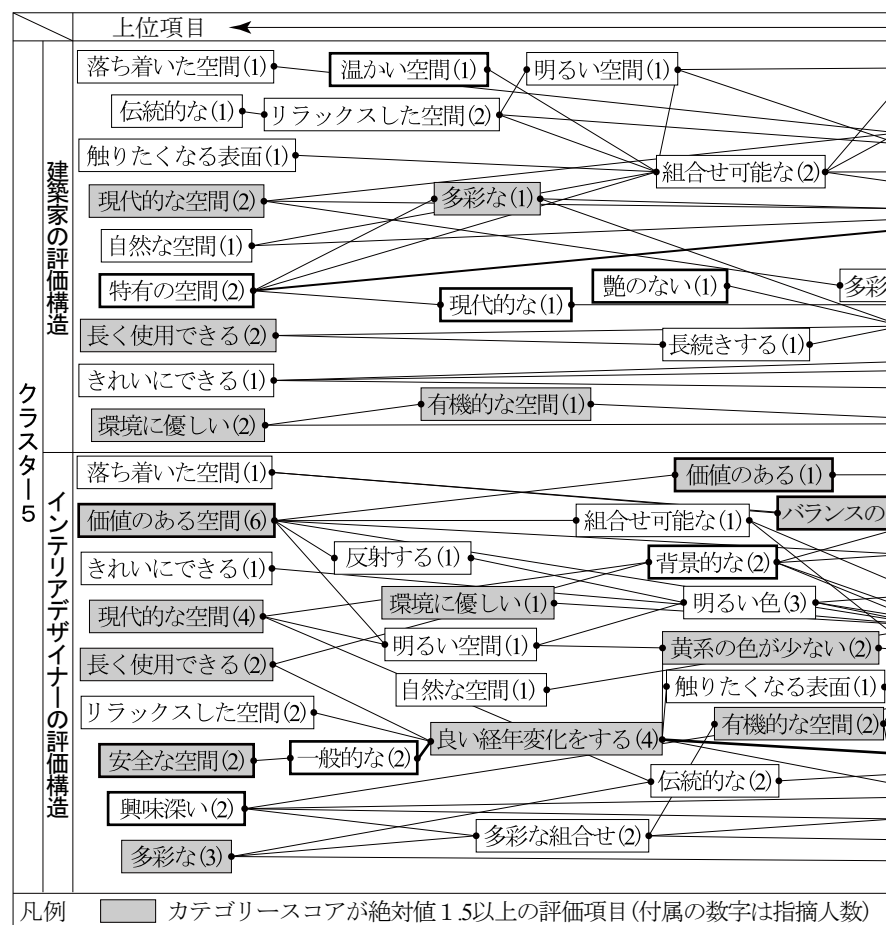 上位項目
クラスター5
建築家の評価構造
落ち着いた空間(1)
温かい空間(1)
明るい空間(1)
伝統的な(1)
リラックスした空間(2)
触りたくなる表面(1)
組合せ可能な(2)
現代的な空間(2)
多彩な(1)
自然な空間(1)
特有の空間(2)
現代的な(1)
艶のない(1)
多彩
長く使用できる(2)
長続きする(1)
きれいにできる(1)
有機的な空間(1)
環境に優しい(2)
インテリアデザイナーの評価構造
落ち着いた空間(1)
価値のある(1)
価値のある空間(6)
組合せ可能な(1)
バランスの
反射する(1)
背景的な(2)
きれいにできる(1)
環境に優しい(1)
明るい色(3)
現代的な空間(4)
明るい空間(1)
黄系の色が少ない(2)
長く使用できる(2)
自然な空間(1)
触りたくなる表面(1)
リラックスした空間(2)
良い経年変化をする(4)
有機的な空間(2)
安全な空間(2)
一般的な(2)
伝統的な(2)
興味深い(2)
多彩な組合せ(2)
多彩な(3)
凡例 カテゴリースコアが絶対値1.5以上の評価項目(付属の数字は指摘人数)